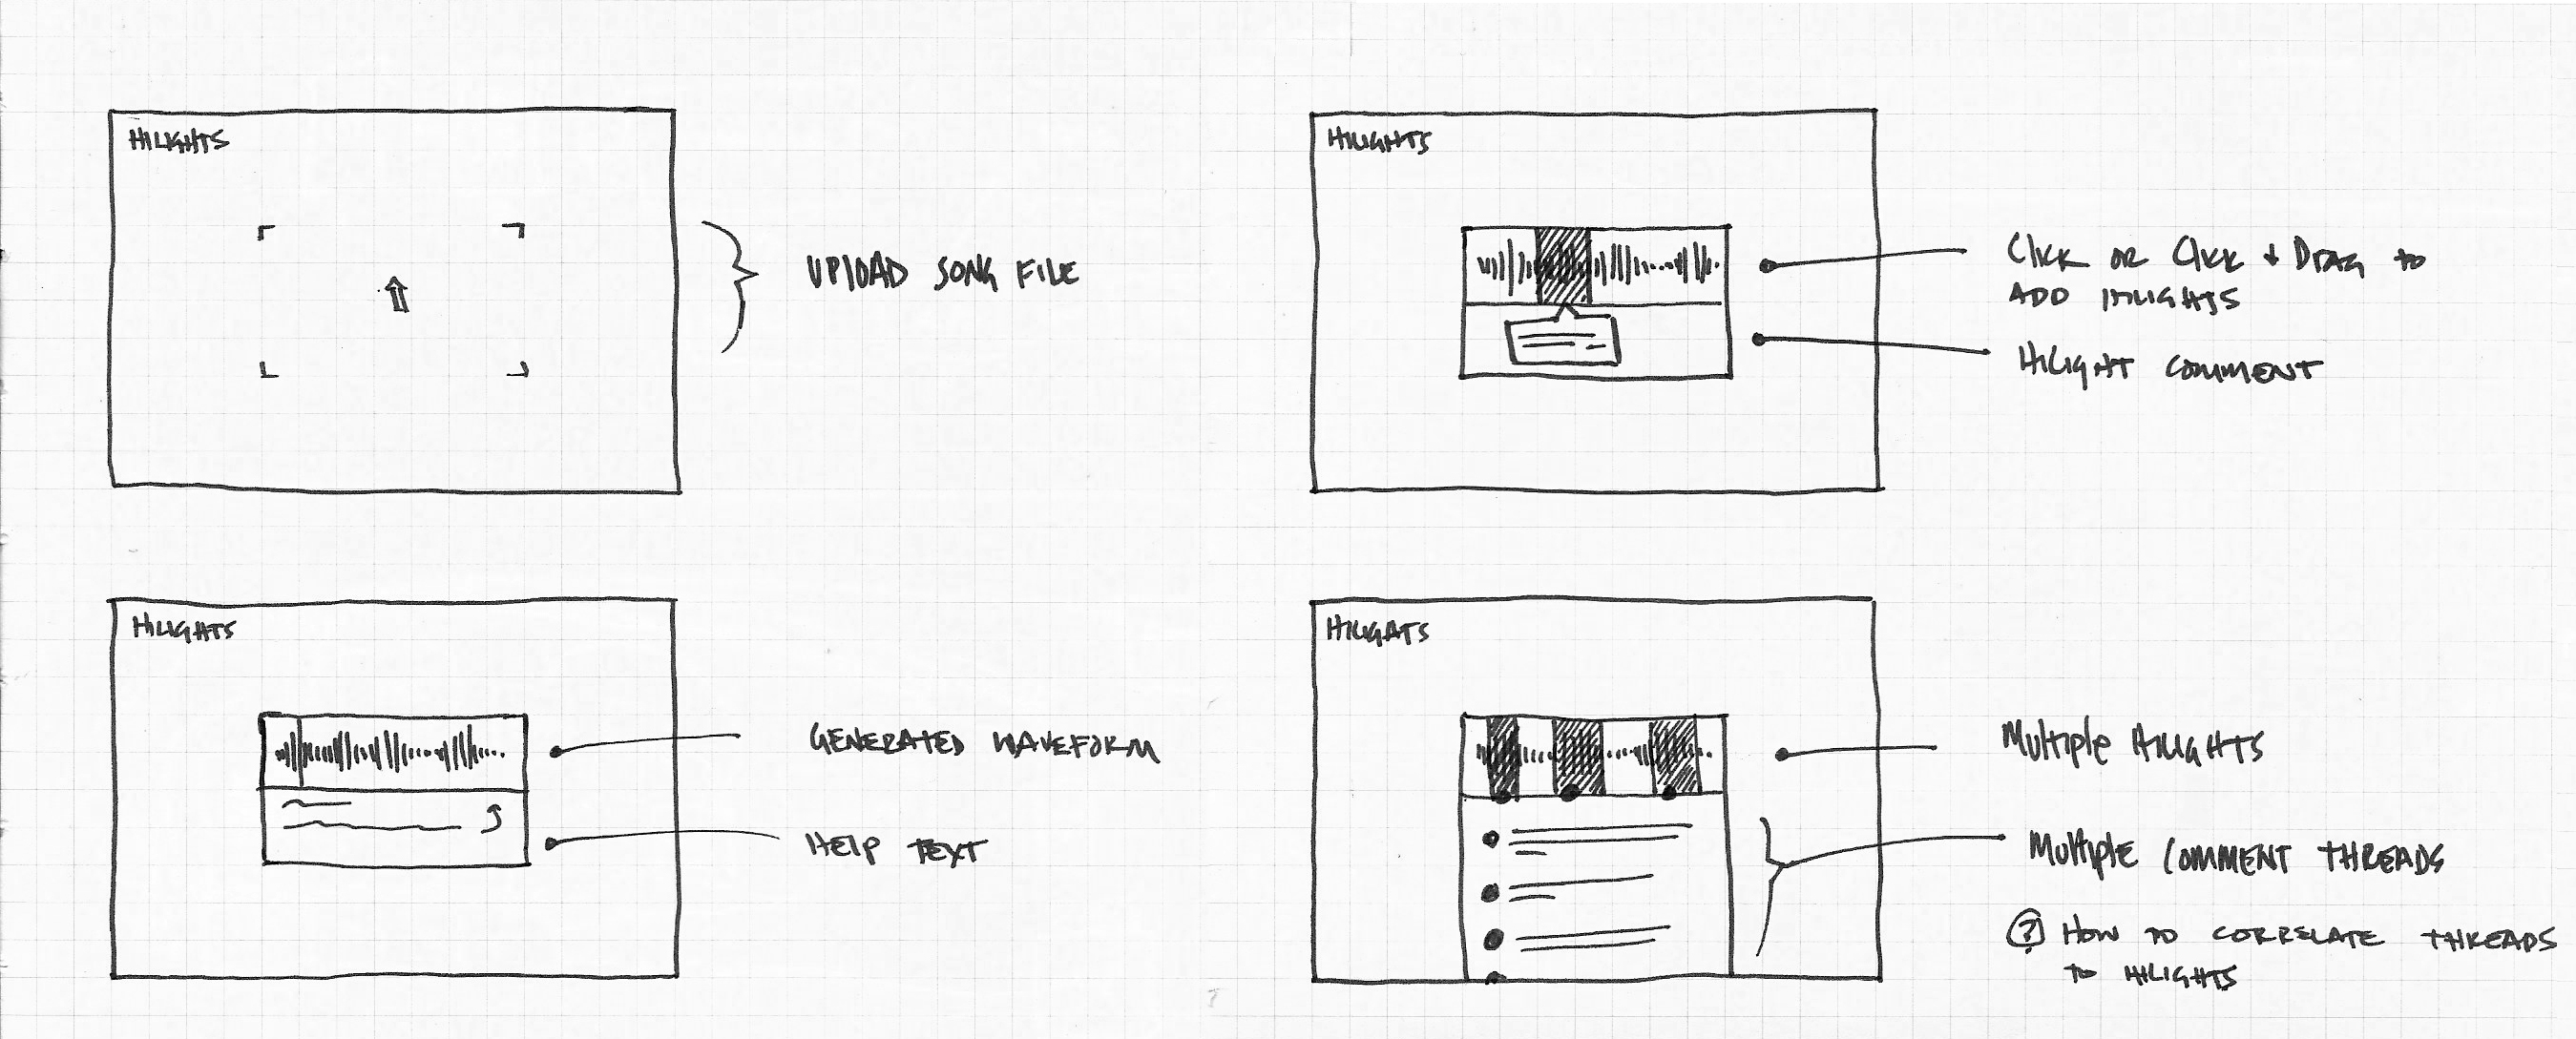 HILIGHTS
UPLOAD SONG FILE
HILIGHTS
GENERATED WAVEFORM
HELP TEXT
HILIGHTS
CLICK OR CLICK + DRAG TO
ADD HILIGHTS
HILIGHT COMMENT
HILIGHTS
MULTIPLE HILIGHTS
MULTIPLE COMMENT THREADS
? HOW TO CORRELATE THREADS
TO HILIGHTS